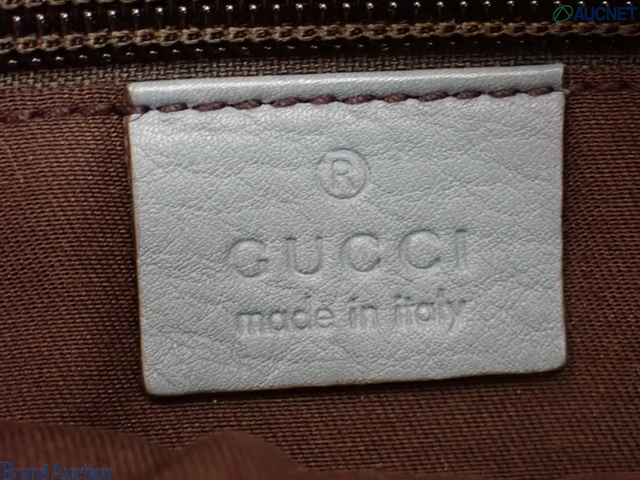 AUCNET
®
GUCCI
made in italy
Brand Auction